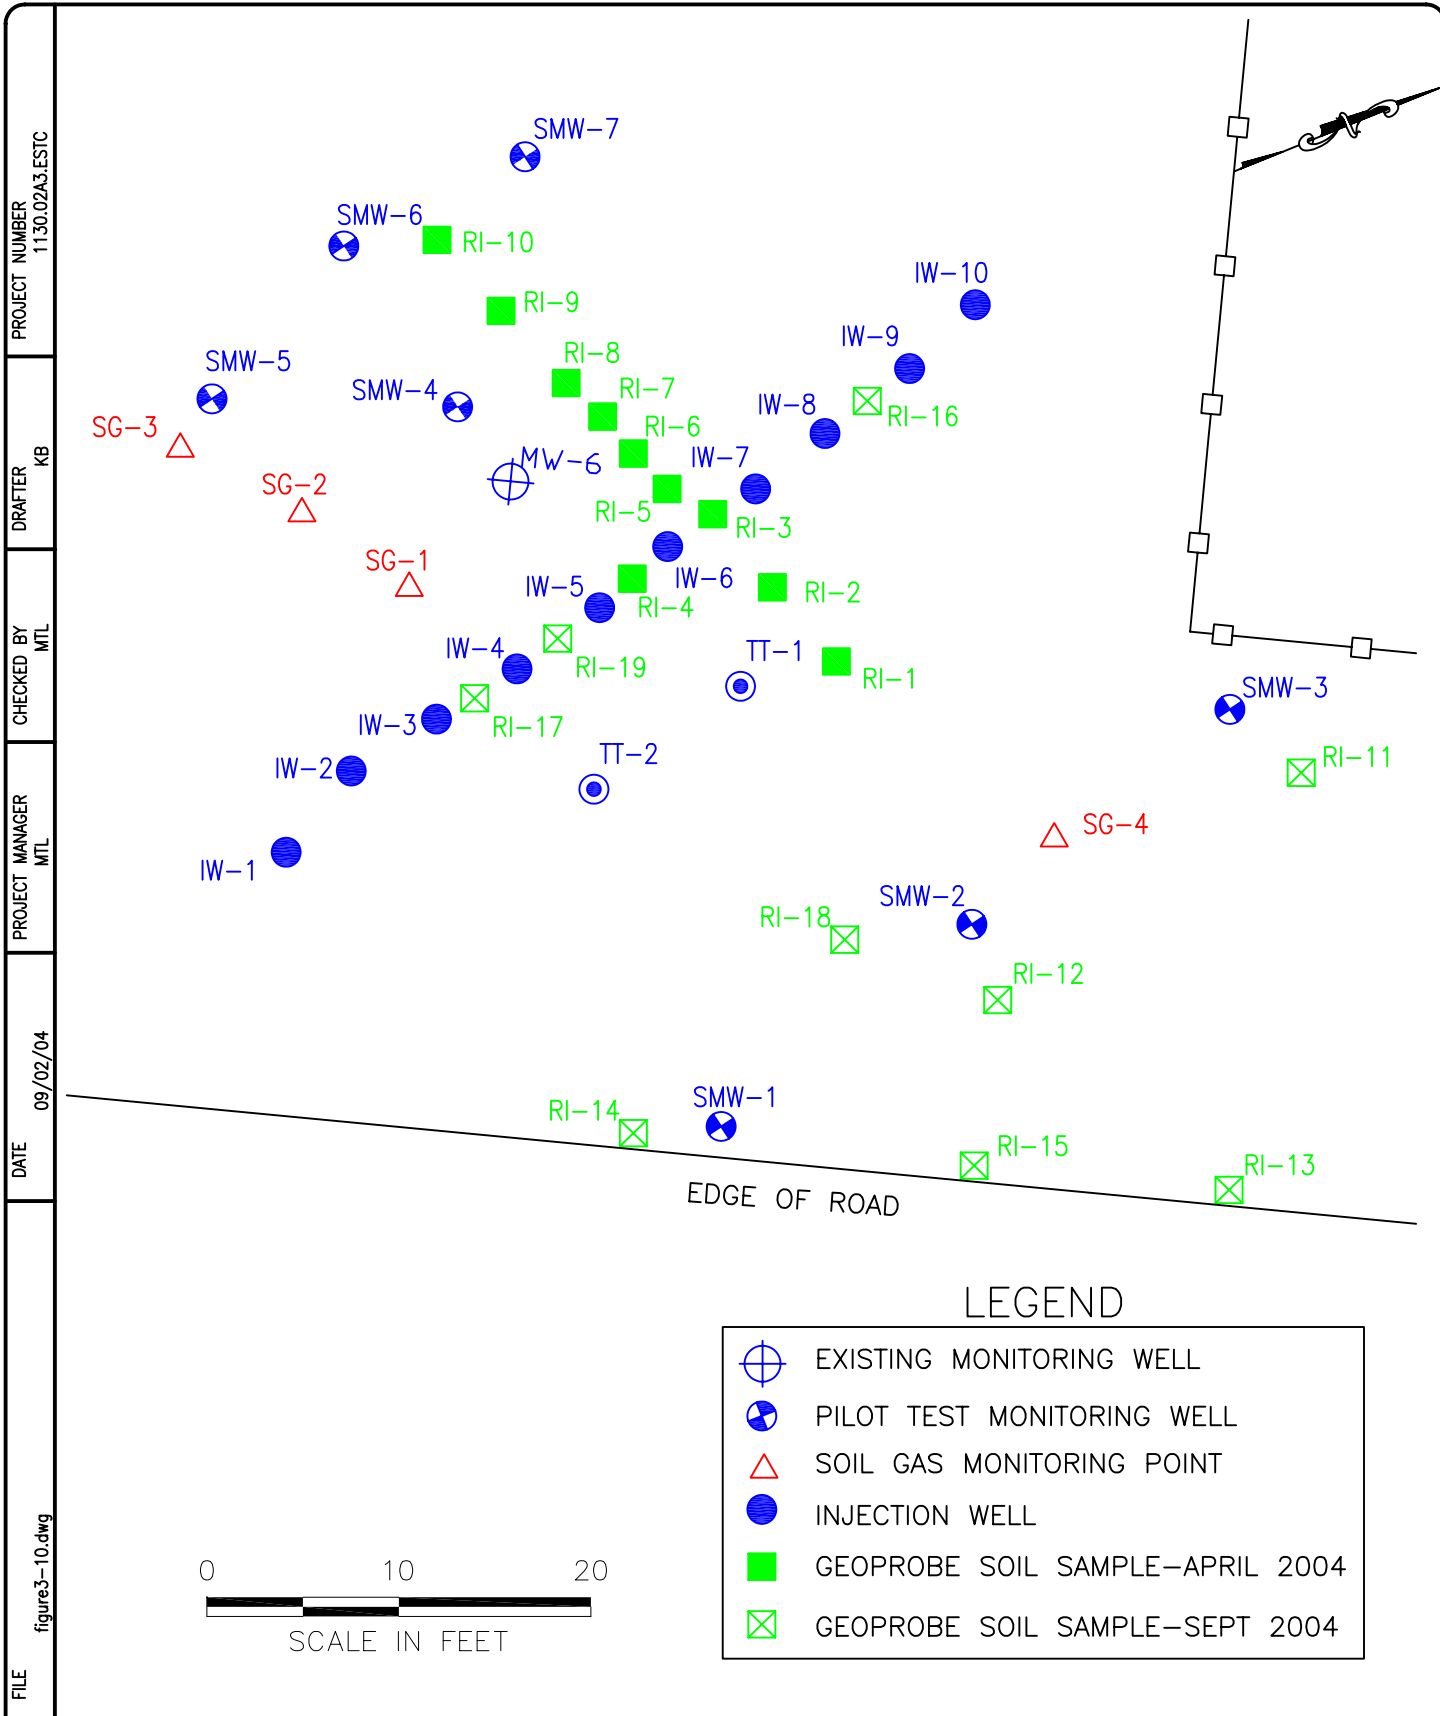 PROJECT NUMBER
1130.02A3.ESTC
DRAFTER
KB
CHECKED BY
MTL
PROJECT MANAGER
MTL
DATE
09/02/04
FILE
figure3-10.dwg
SMW-7
SMW-6
RI-10
IW-10
RI-9
IW-9
RI-8
SMW-5
SMW-4
RI-7
IW-8
RI-16
SG-3
RI-6
MW-6
IW-7
SG-2
RI-5
RI-3
SG-1
IW-5
IW-6
RI-2
RI-4
IW-4
TT-1
RI-19
RI-1
SMW-3
IW-3
RI-17
TT-2
RI-11
IW-2
SG-4
IW-1
SMW-2
RI-18
RI-12
SMW-1
RI-14
RI-15
RI-13
EDGE OF ROAD
LEGEND
EXISTING MONITORING WELL
PILOT TEST MONITORING WELL
SOIL GAS MONITORING POINT
INJECTION WELL
GEOPROBE SOIL SAMPLE-APRIL 2004
GEOPROBE SOIL SAMPLE-SEPT 2004
0 10 20
SCALE IN FEET